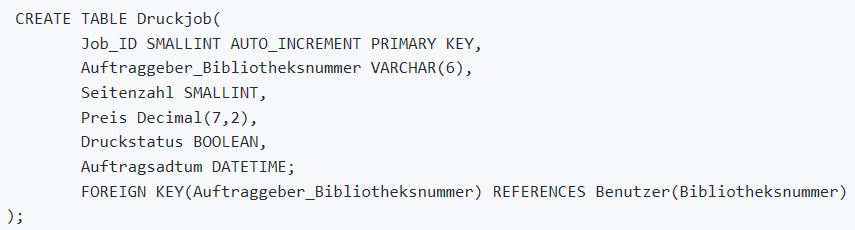 CREATE TABLE Druckjob(
Job_ID SMALLINT AUTO_INCREMENT PRIMARY KEY,
Auftraggeber_Bibliotheksnummer VARCHAR(6),
Seitenzahl SMALLINT,
Preis Decimal(7,2),
Druckstatus BOOLEAN,
Auftragsadtum DATETIME;
FOREIGN KEY(Auftraggeber_Bibliotheksnummer) REFERENCES Benutzer(Bibliotheksnummer)
);